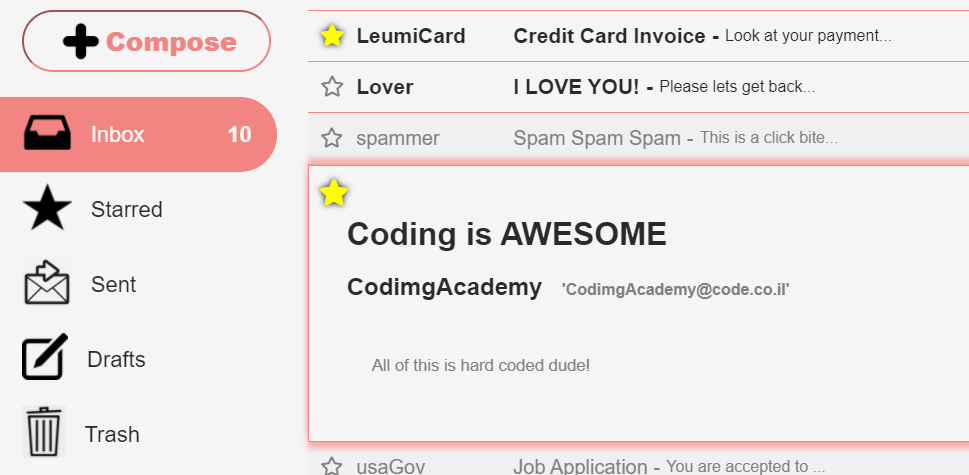 Compose
Inbox 10
Starred
Sent
Drafts
Trash
LeumiCard Credit Card Invoice - Look at your payment...
Lover I LOVE YOU! - Please lets get back...
spammer Spam Spam Spam - This is a click bite...
Coding is AWESOME
CodimgAcademy 'CodimgAcademy@code.co.il'
All of this is hard coded dude!
usaGov Job Application - You are accepted to ...